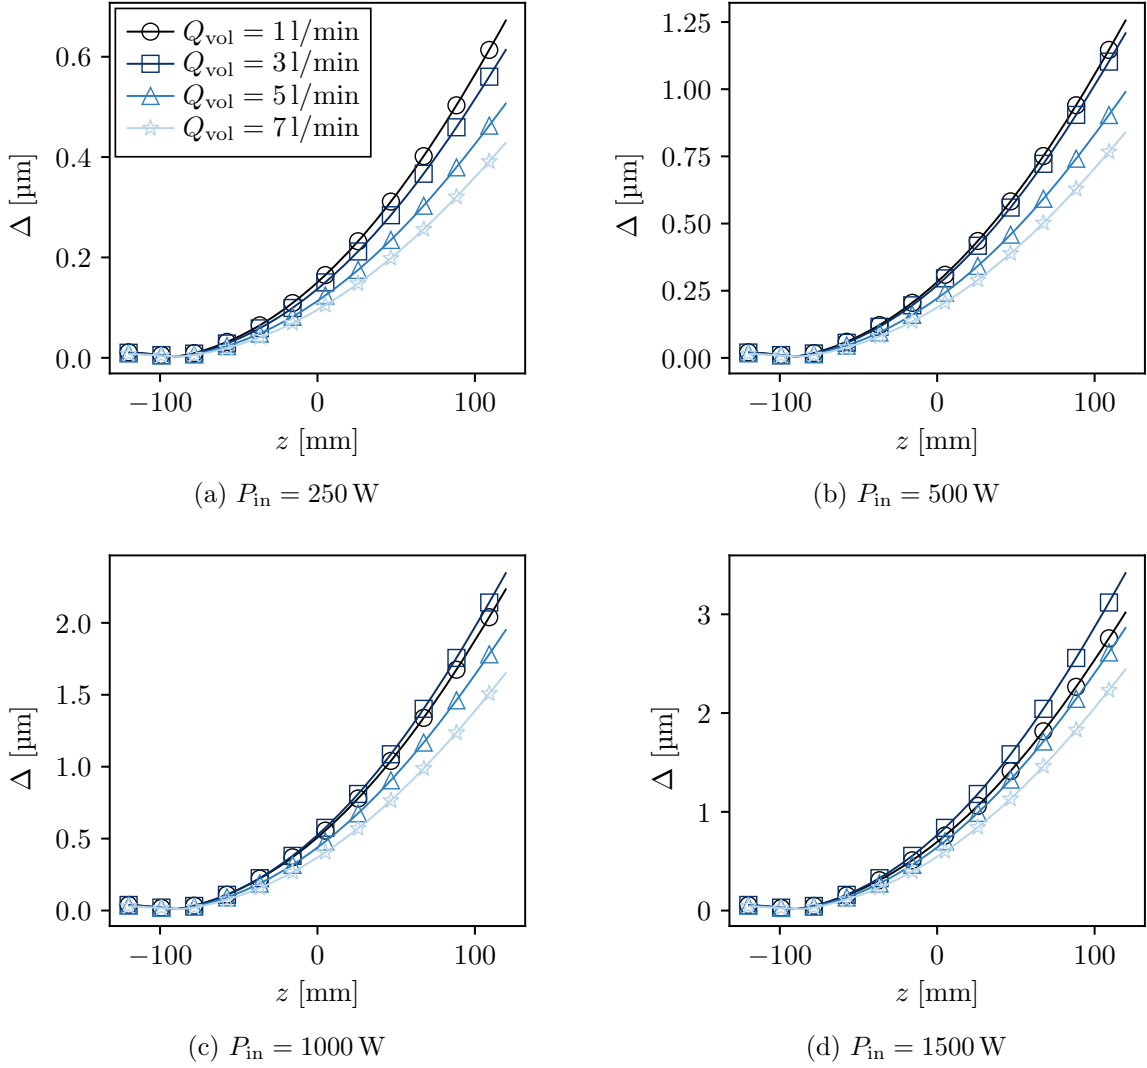 0.6
0.4
0.2
0.0
Δ [µm]
Q_vol = 1 l/min
Q_vol = 3 l/min
Q_vol = 5 l/min
Q_vol = 7 l/min
−100 0 100
z [mm]
(a) P_in = 250 W
1.25
1.00
0.75
0.50
0.25
0.00
Δ [µm]
−100 0 100
z [mm]
(b) P_in = 500 W
2.0
1.5
1.0
0.5
0.0
Δ [µm]
−100 0 100
z [mm]
(c) P_in = 1000 W
3
2
1
0
Δ [µm]
−100 0 100
z [mm]
(d) P_in = 1500 W